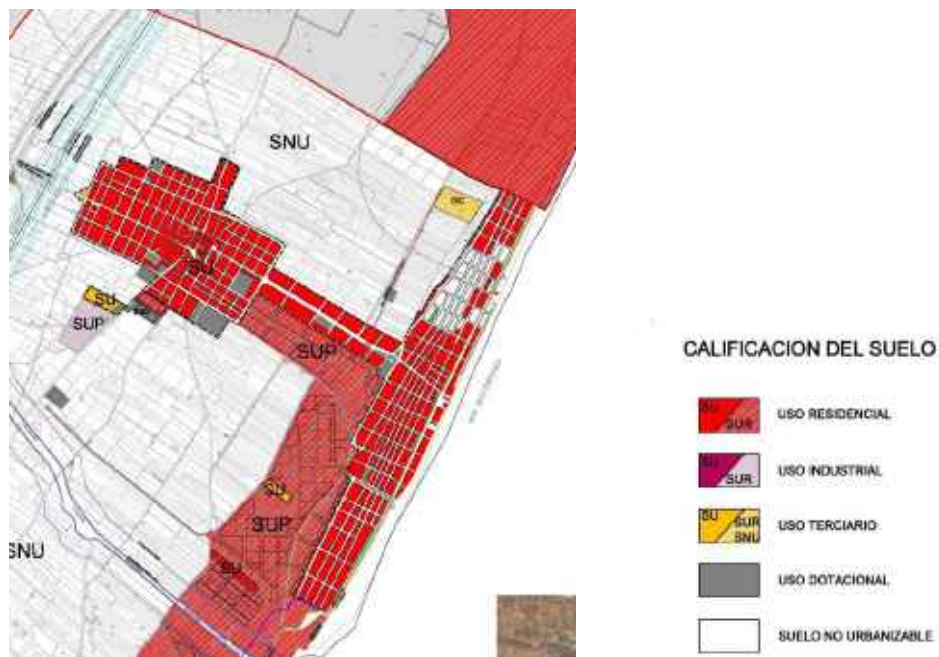 SNU
SU
SU
SUP
SUP
SU
SUP
SU
SNU
CALIFICACION DEL SUELO
SU
SUR
USO RESIDENCIAL
SU
SUR
USO INDUSTRIAL
SU
SUR
SNU
USO TERCIARIO
USO DOTACIONAL
SUELO NO URBANIZABLE